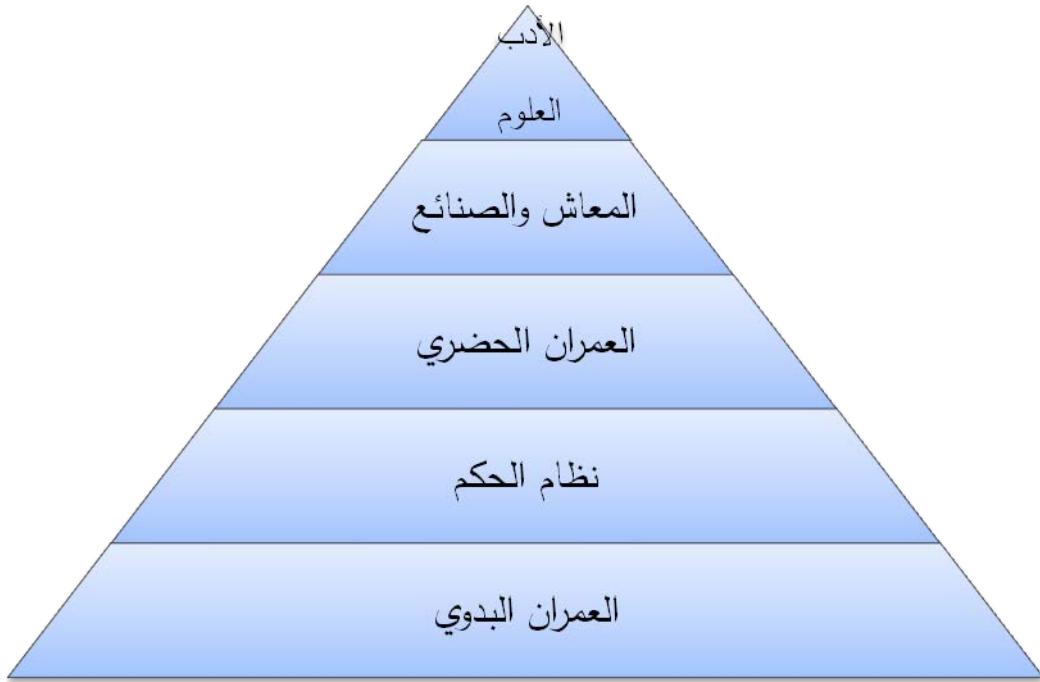 الأدب
العلوم
المعاش والصنائع
العمران الحضري
نظام الحكم
العمران البدوي